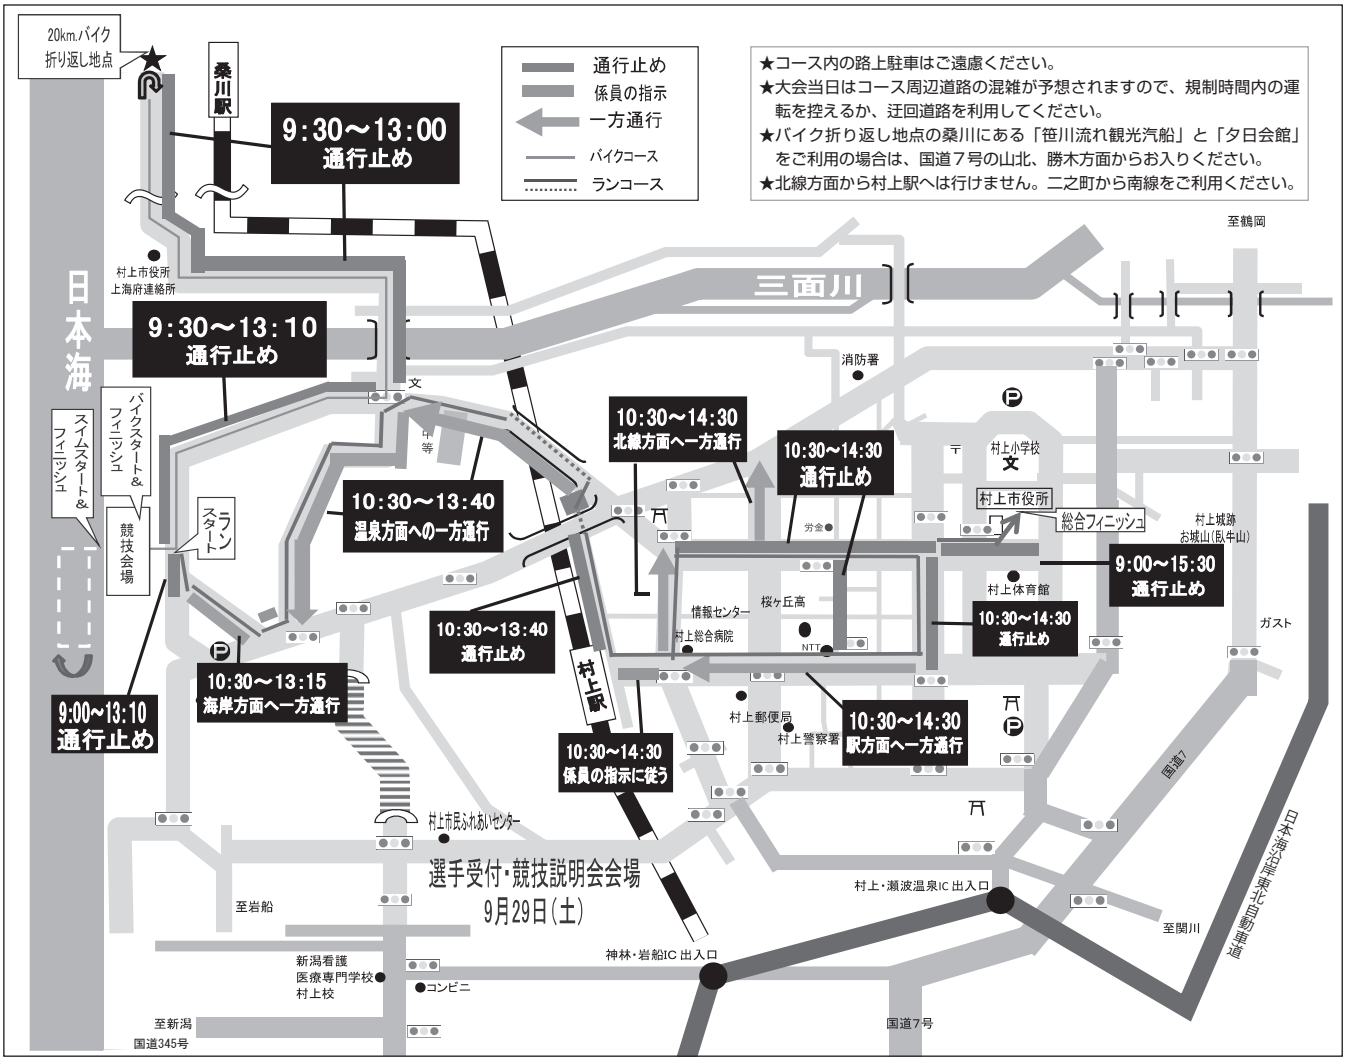 20km.バイク
折り返し地点
桑川駅
9:30〜13:00
通行止め
通行止め
係員の指示
一方通行
バイクコース
ランコース
★コース内の路上駐車はご遠慮ください。
★大会当日はコース周辺道路の混雑が予想されますので、規制時間内の運
転を控えるか、迂回道路を利用してください。
★バイク折り返し地点の桑川にある「笹川流れ観光汽船」と「夕日会館」
をご利用の場合は、国道７号の山北、勝木方面からお入りください。
★北線方面から村上駅へは行けません。二之町から南線をご利用ください。
至鶴岡
村上市役所
上海府連絡所
日本海
三面川
9:30〜13:10
通行止め
消防署
文
中等
バイクスタート&
フィニッシュ
スイムスタート&
フィニッシュ
競技会場
ラン
スタート
10:30〜14:30
北線方面へ一方通行
10:30〜14:30
通行止め
P
〒
村上小学校
文
村上市役所
総合フィニッシュ
村上城跡
お城山(臥牛山)
10:30〜13:40
温泉方面への一方通行
労金
9:00〜15:30
通行止め
村上体育館
桜ヶ丘高
情報センター
村上総合病院
NTT
10:30〜14:30
通行止め
ガスト
10:30〜13:40
通行止め
P
10:30〜13:15
海岸方面へ一方通行
9:00〜13:10
通行止め
村上駅
村上郵便局
村上警察署
10:30〜14:30
駅方面へ一方通行
P
10:30〜14:30
係員の指示に従う
国道7
村上市民ふれあいセンター
選手受付・競技説明会会場
9月29日(土)
村上・瀬波温泉IC 出入口
日本海沿岸東北自動車道
至岩船
至関川
神林・岩船IC 出入口
新潟看護
医療専門学校
村上校
コンビニ
至新潟
国道345号
国道7号